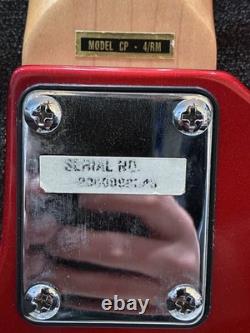 MODEL CP - 4/RM
SERIAL NO.